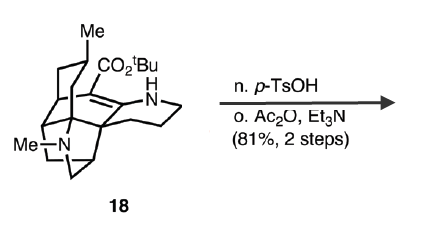 Me
CO₂ᵗBu
H
N
n. p-TsOH
o. Ac₂O, Et₃N
(81%, 2 steps)
Me
N
18